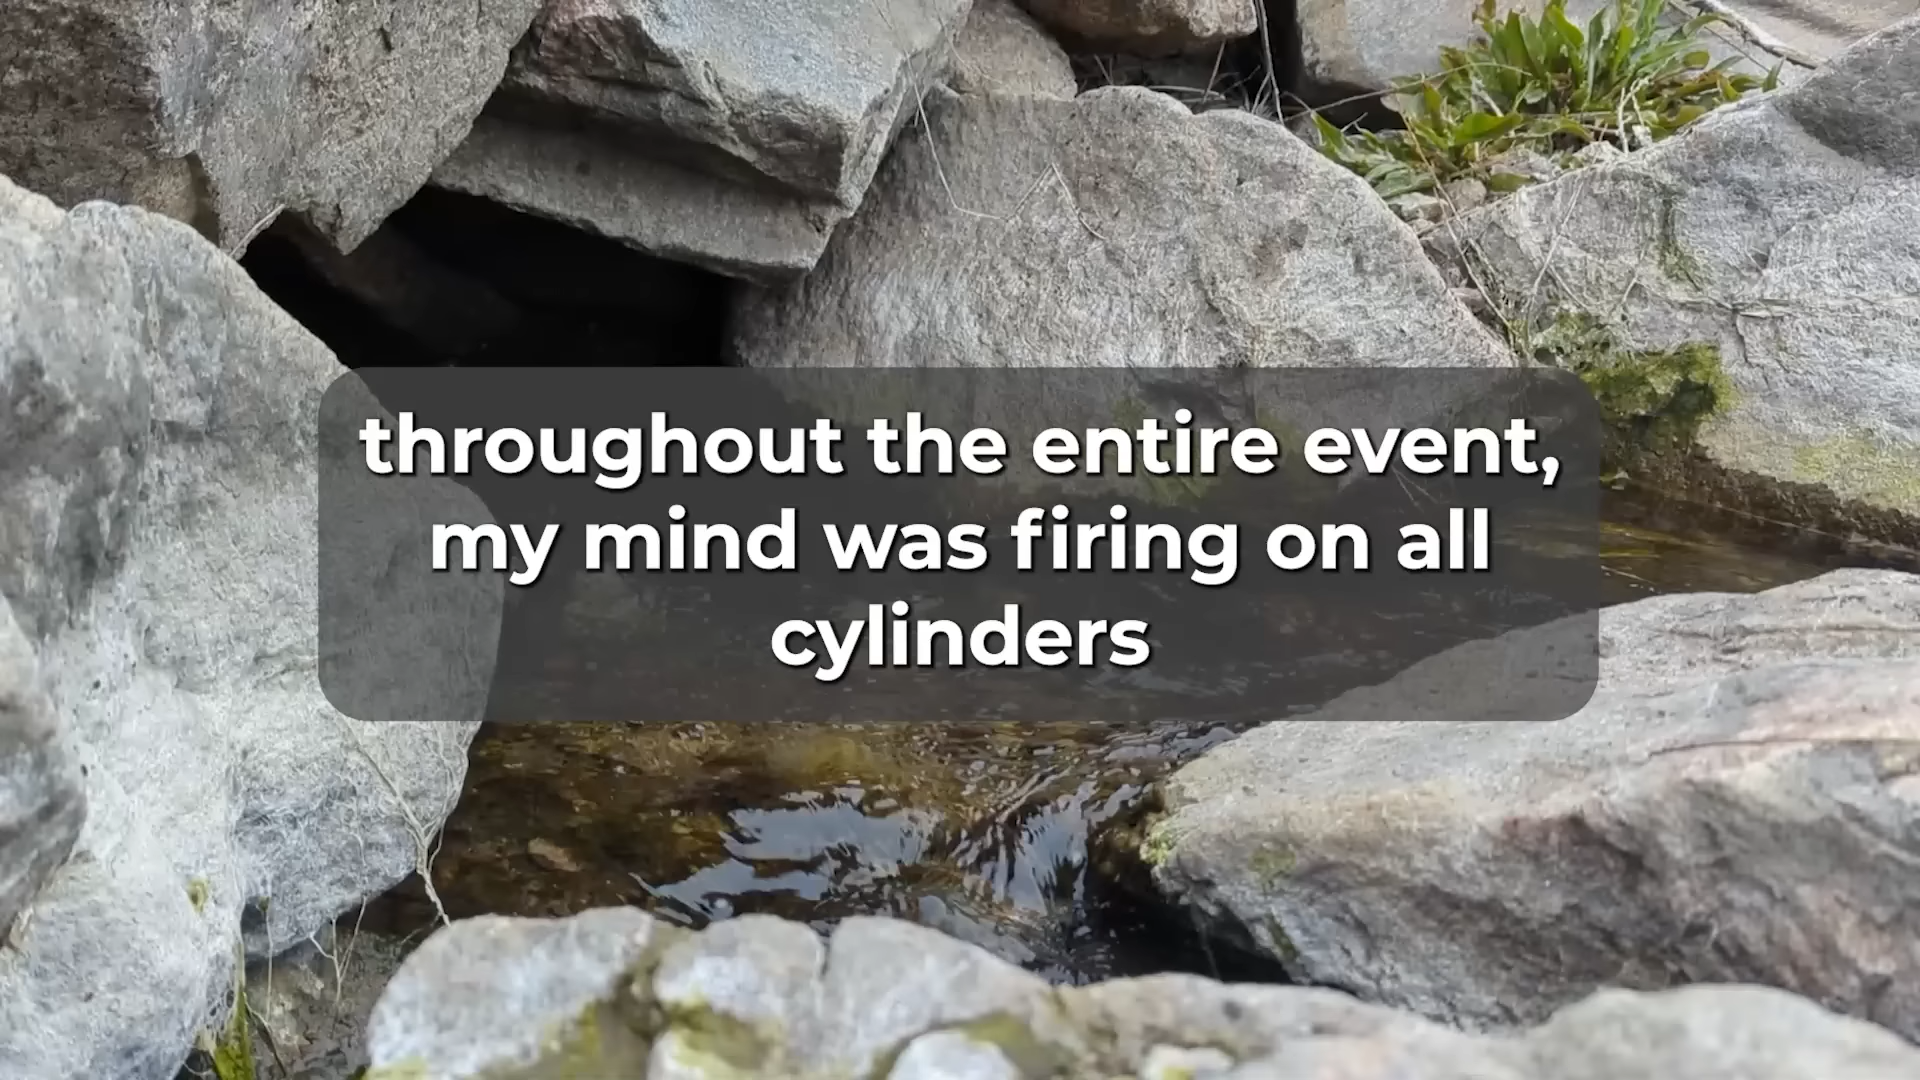 throughout the entire event,
my mind was firing on all
cylinders